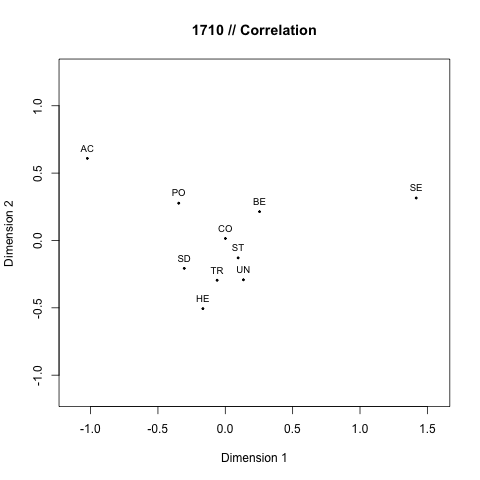 1710 // Correlation
1.0
0.5
0.0
-0.5
-1.0
Dimension 2
AC
PO
BE
SE
CO
ST
SD
TR
UN
HE
-1.0 -0.5 0.0 0.5 1.0 1.5
Dimension 1